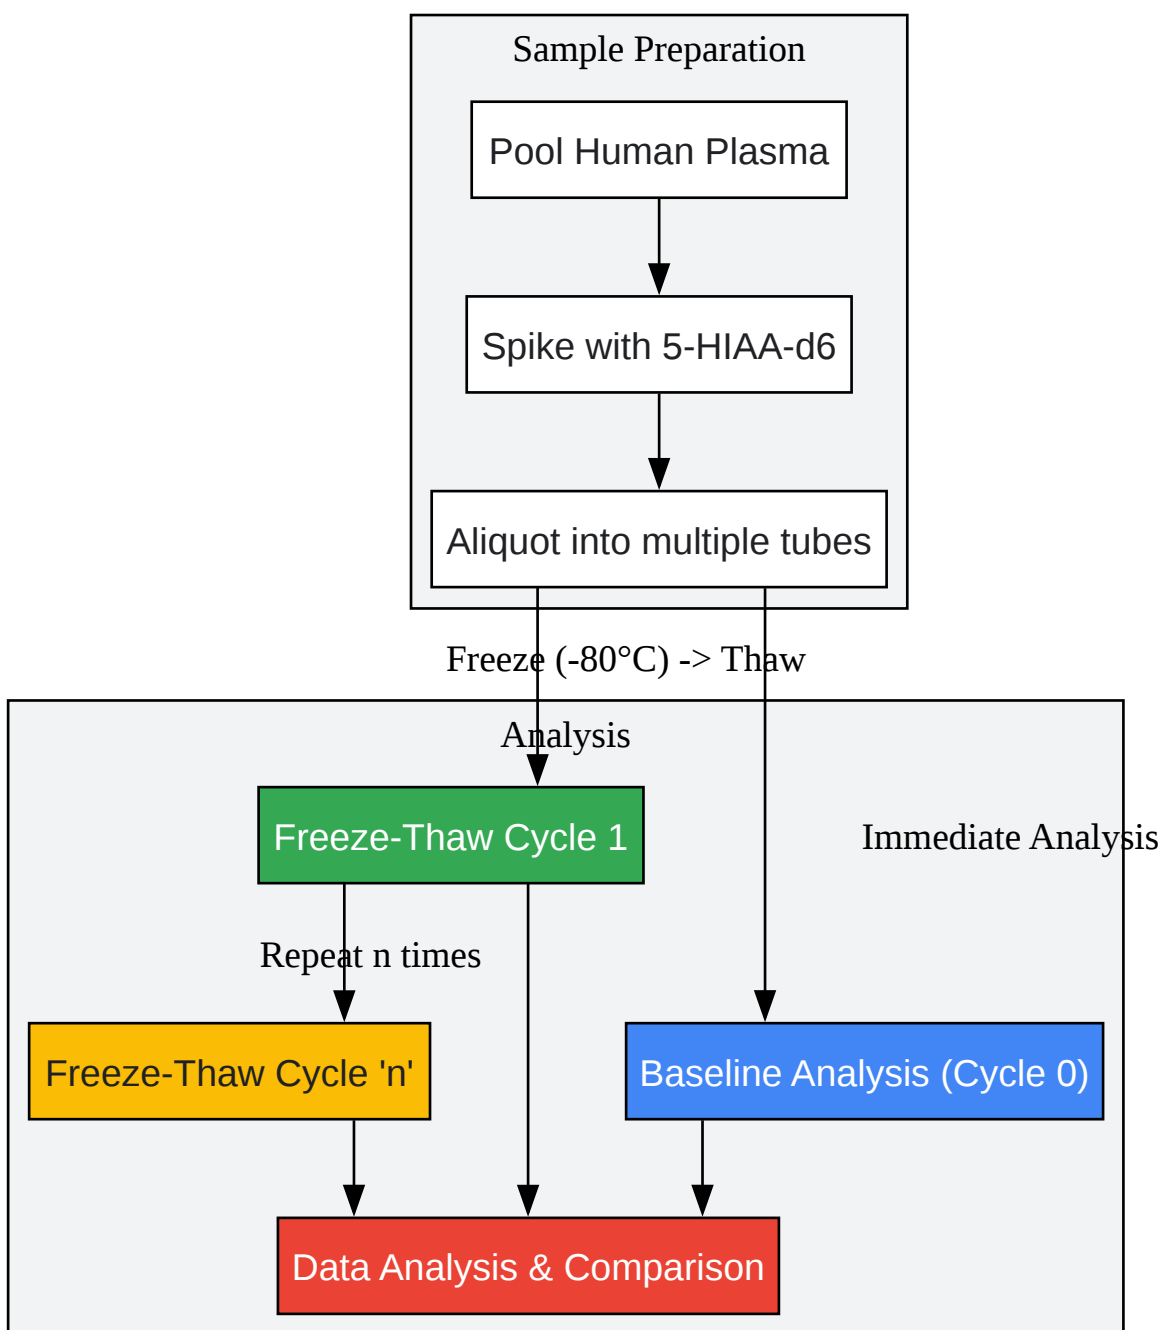 Sample Preparation
Pool Human Plasma
Spike with 5-HIAA-d6
Aliquot into multiple tubes
Freeze (-80°C) -> Thaw
Analysis
Freeze-Thaw Cycle 1
Immediate Analysis
Repeat n times
Freeze-Thaw Cycle 'n'
Baseline Analysis (Cycle 0)
Data Analysis & Comparison